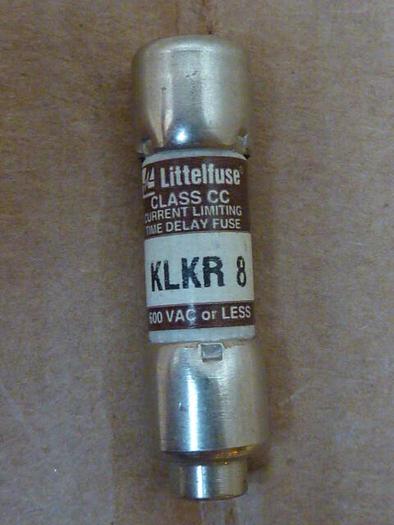 Littelfuse
CLASS CC
CURRENT LIMITING
TIME DELAY FUSE
KLKR 8
600 VAC or LESS